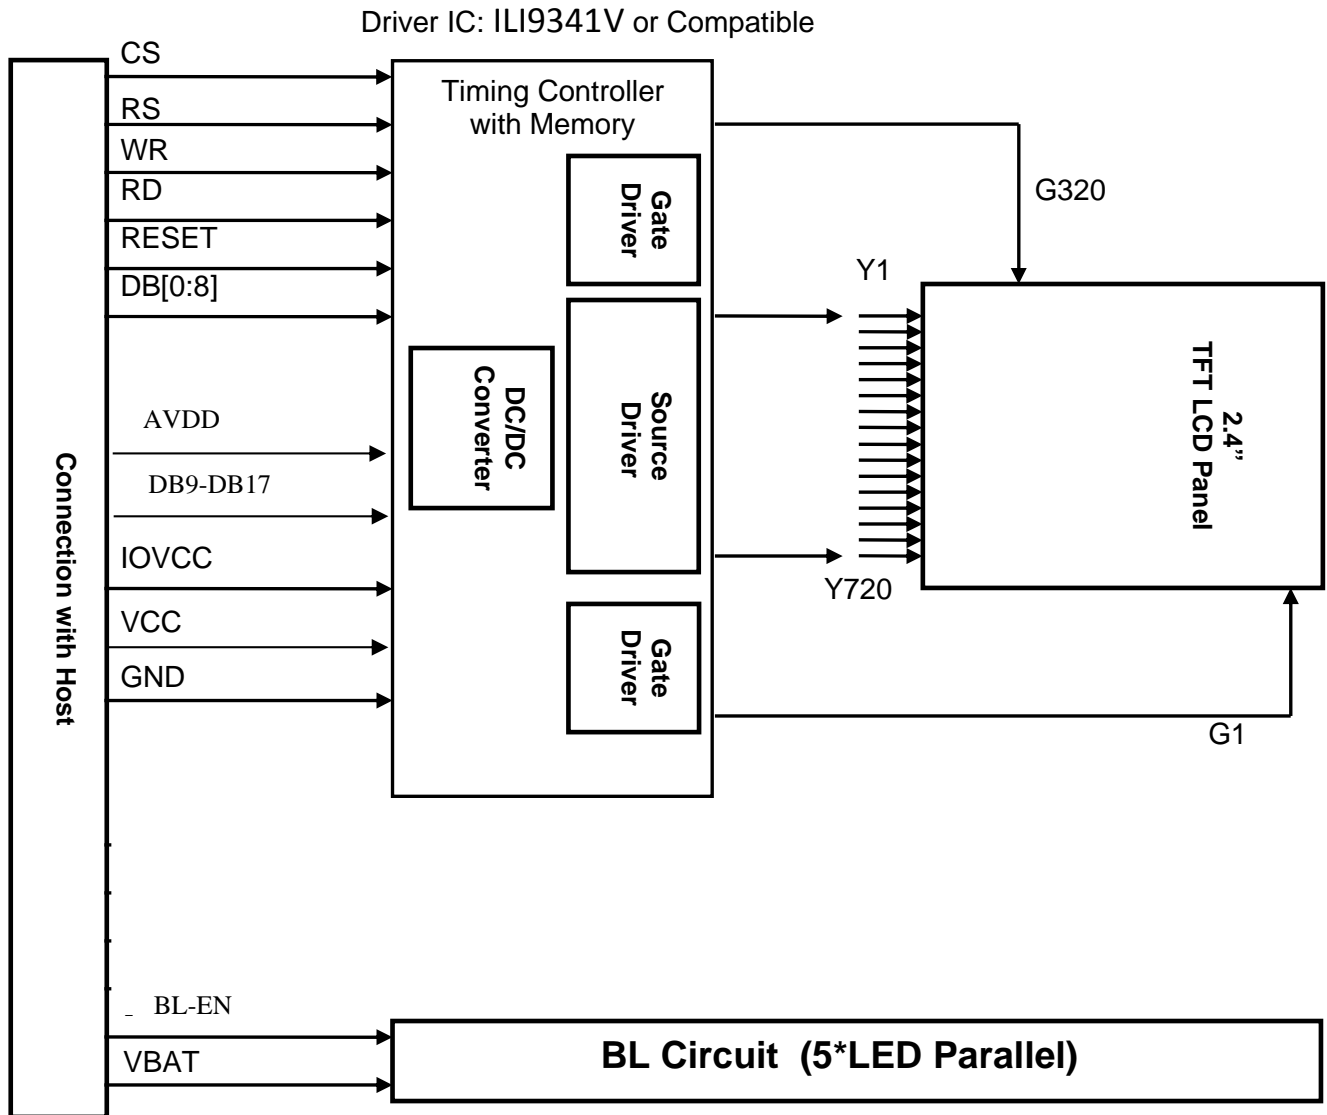 Driver IC: ILI9341V or Compatible
CS
RS
WR
RD
RESET
DB[0:8]
AVDD
DB9-DB17
IOVCC
VCC
GND
BL-EN
VBAT
Connection with Host
Timing Controller
with Memory
Gate
Driver
DC/DC
Converter
Source
Driver
Gate
Driver
G320
Y1
Y720
G1
2.4”
TFT LCD Panel
BL Circuit (5*LED Parallel)